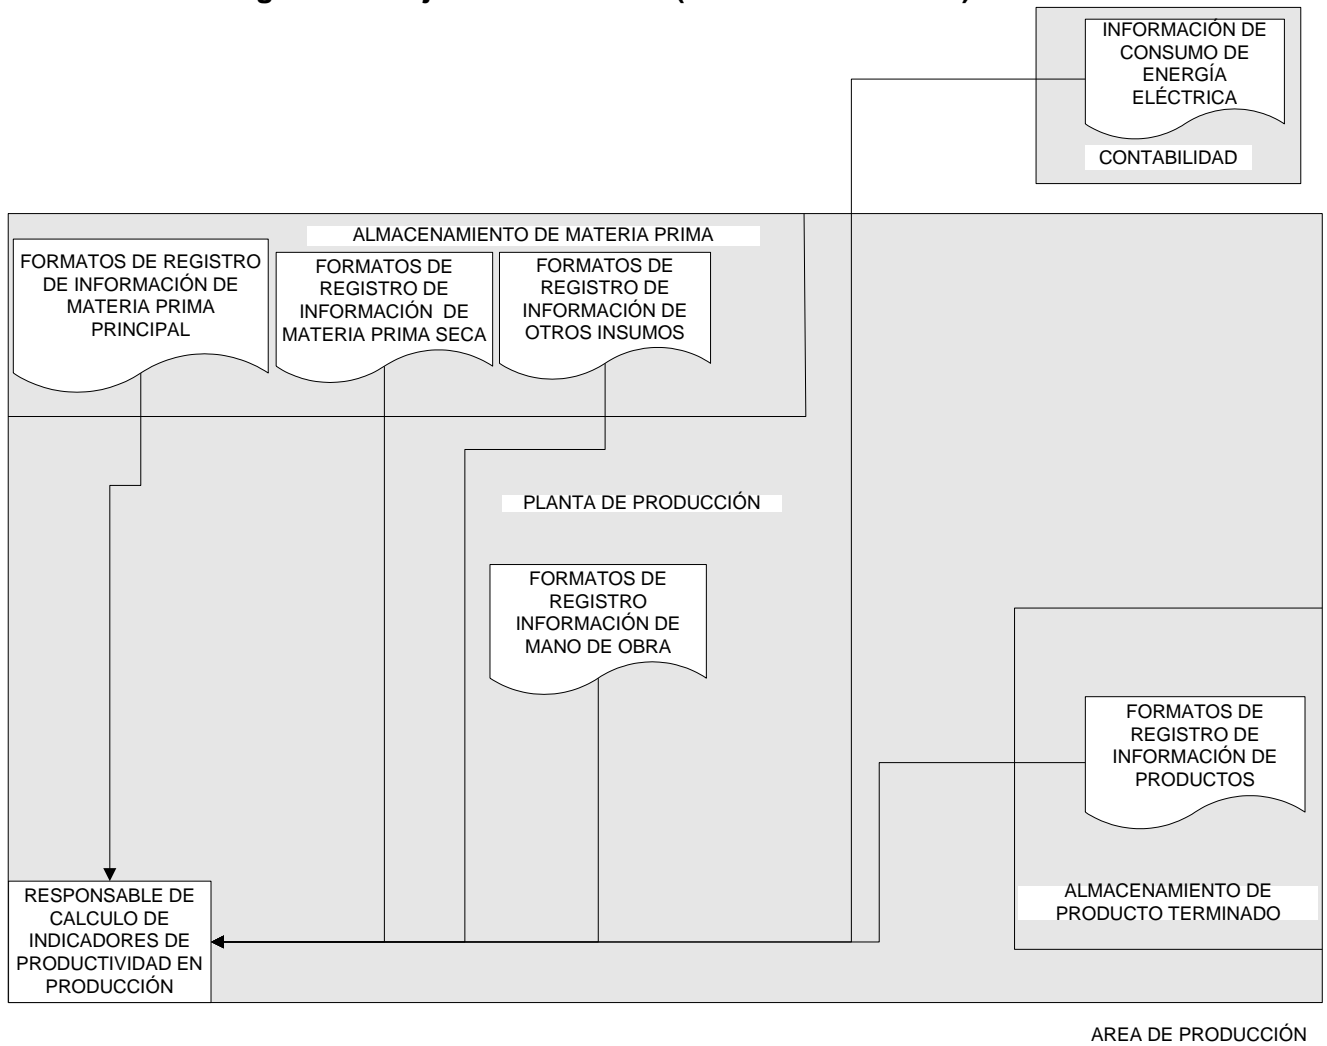 INFORMACIÓN DE
CONSUMO DE
ENERGÍA
ELÉCTRICA
CONTABILIDAD
ALMACENAMIENTO DE MATERIA PRIMA
FORMATOS DE REGISTRO
DE INFORMACIÓN DE
MATERIA PRIMA
PRINCIPAL
FORMATOS DE
REGISTRO DE
INFORMACIÓN DE
MATERIA PRIMA SECA
FORMATOS DE
REGISTRO DE
INFORMACIÓN DE
OTROS INSUMOS
PLANTA DE PRODUCCIÓN
FORMATOS DE
REGISTRO
INFORMACIÓN DE
MANO DE OBRA
FORMATOS DE
REGISTRO DE
INFORMACIÓN DE
PRODUCTOS
ALMACENAMIENTO DE
PRODUCTO TERMINADO
RESPONSABLE DE
CALCULO DE
INDICADORES DE
PRODUCTIVIDAD EN
PRODUCCIÓN
AREA DE PRODUCCIÓN